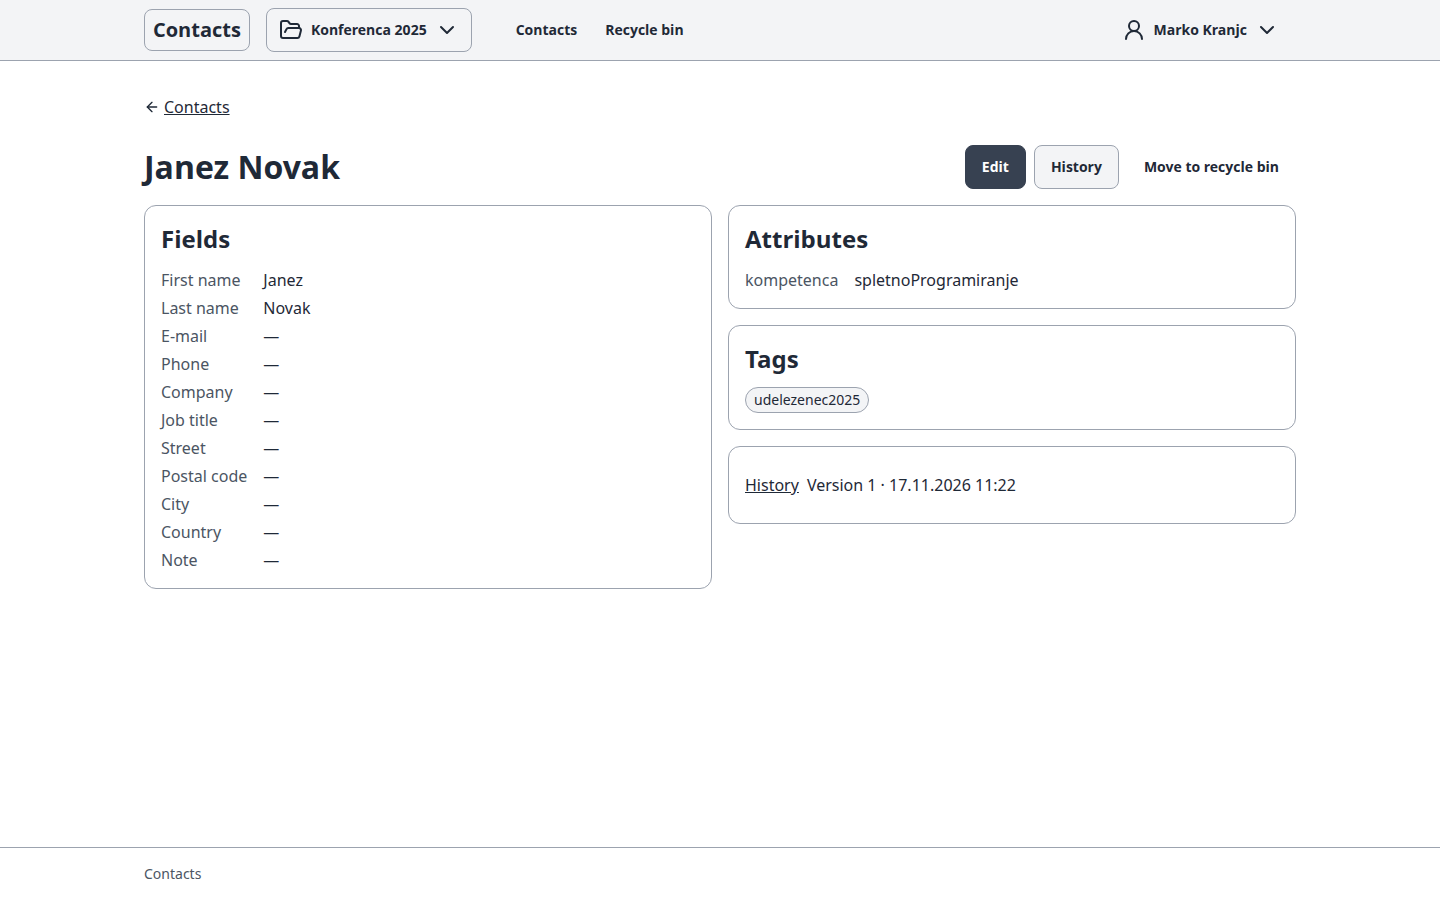 Contacts
Konferenca 2025
Contacts
Recycle bin
Marko Kranjc
Contacts
Janez Novak
Edit
History
Move to recycle bin
Fields
First name Janez
Last name Novak
E-mail —
Phone —
Company —
Job title —
Street —
Postal code —
City —
Country —
Note —
Attributes
kompetenca spletnoProgramiranje
Tags
udelezenec2025
History Version 1 · 17.11.2026 11:22
Contacts